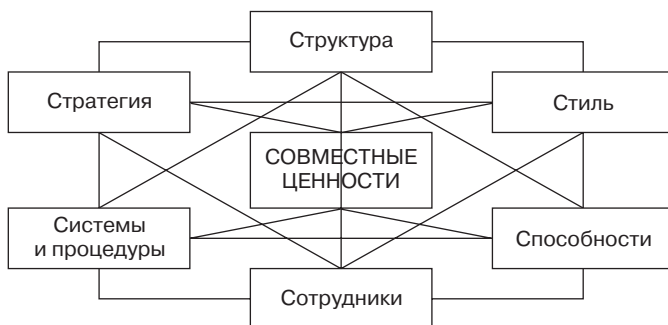 Структура
Стратегия
Стиль
СОВМЕСТНЫЕ
ЦЕННОСТИ
Системы
и процедуры
Способности
Сотрудники